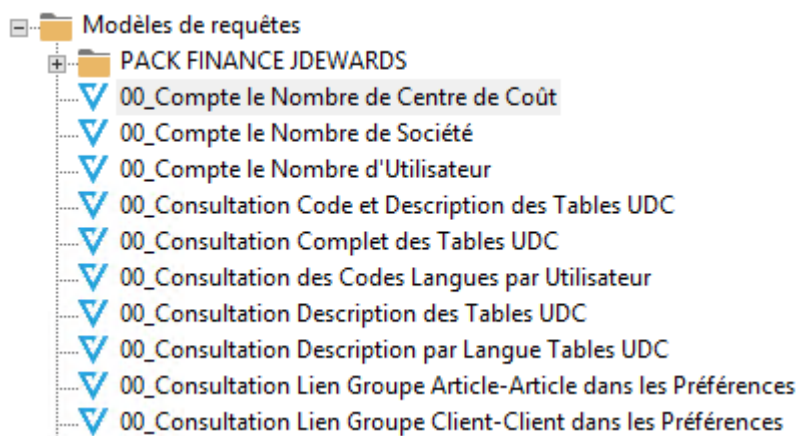 Modèles de requêtes
PACK FINANCE JDEWARDS
00_Compte le Nombre de Centre de Coût
00_Compte le Nombre de Société
00_Compte le Nombre d'Utilisateur
00_Consultation Code et Description des Tables UDC
00_Consultation Complet des Tables UDC
00_Consultation des Codes Langues par Utilisateur
00_Consultation Description des Tables UDC
00_Consultation Description par Langue Tables UDC
00_Consultation Lien Groupe Article-Article dans les Préférences
00_Consultation Lien Groupe Client-Client dans les Préférences